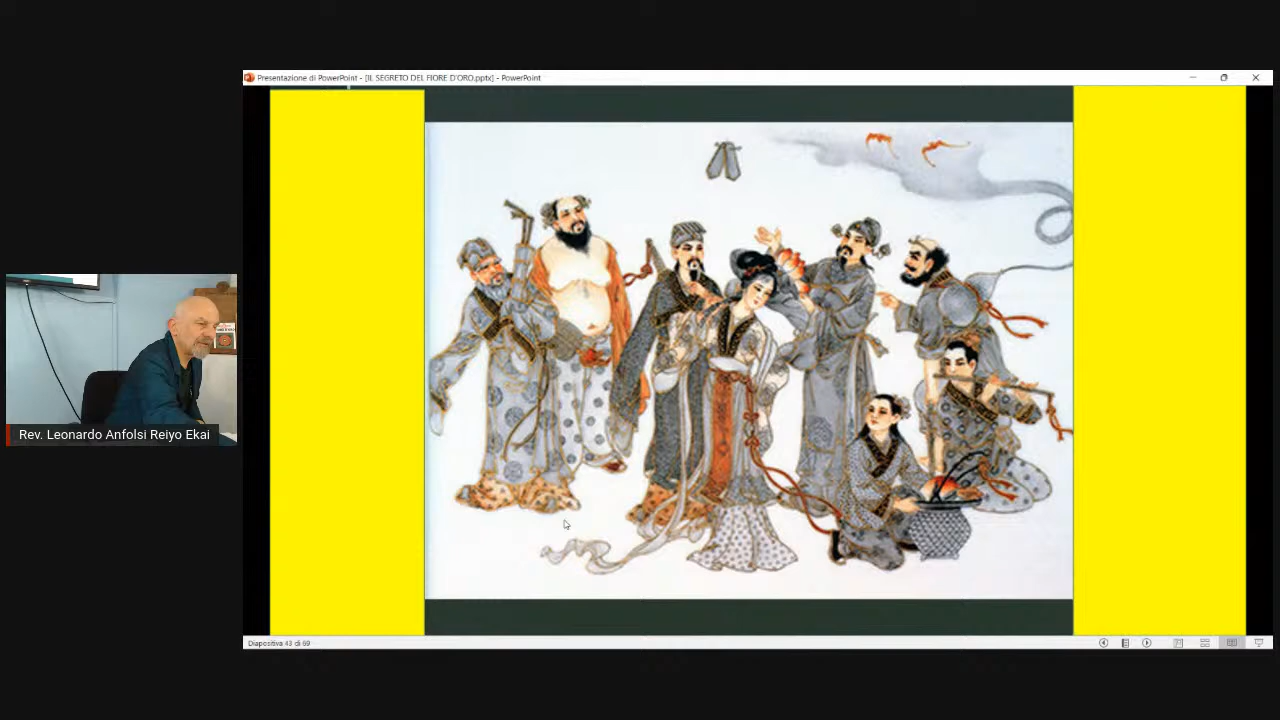 Presentazione di PowerPoint - [IL SEGRETO DEL FIORE D'ORO.pptx] - PowerPoint
Rev. Leonardo Anfolsi Reiyo Ekai
Diapositiva 43 di 69